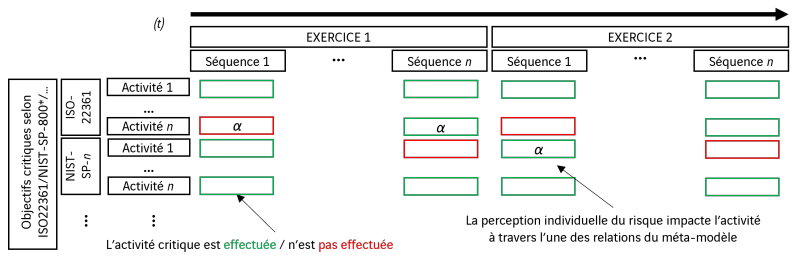 (t)
EXERCICE 1
EXERCICE 2
Séquence 1
...
Séquence n
Séquence 1
...
Séquence n
Objectifs critiques selon
ISO22361/NIST-SP-800*/...
ISO-
22361
Activité 1
...
Activité n
α
α
NIST-
SP-n
Activité 1
α
...
Activité n
...
...
L'activité critique est effectuée / n'est pas effectuée
La perception individuelle du risque impacte l'activité
à travers l'une des relations du méta-modèle